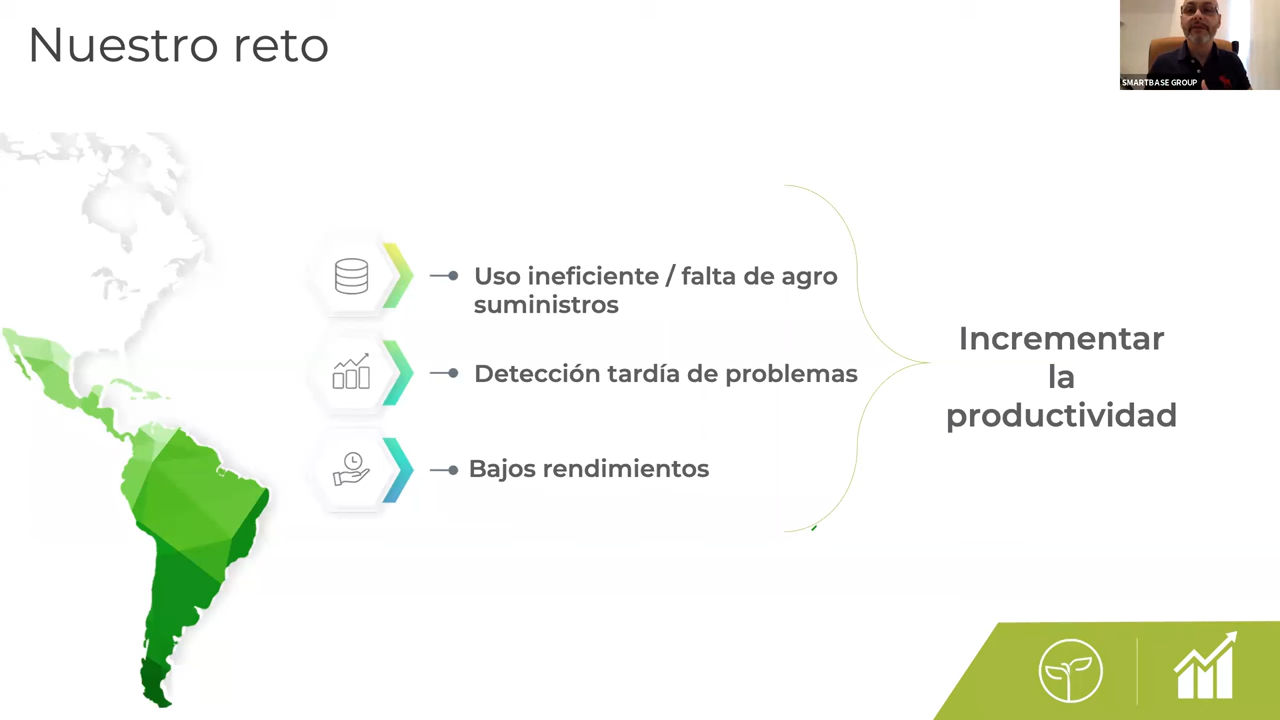 Nuestro reto
SMARTBASE GROUP
Uso ineficiente / falta de agro
suministros
Detección tardía de problemas
Bajos rendimientos
Incrementar
la
productividad